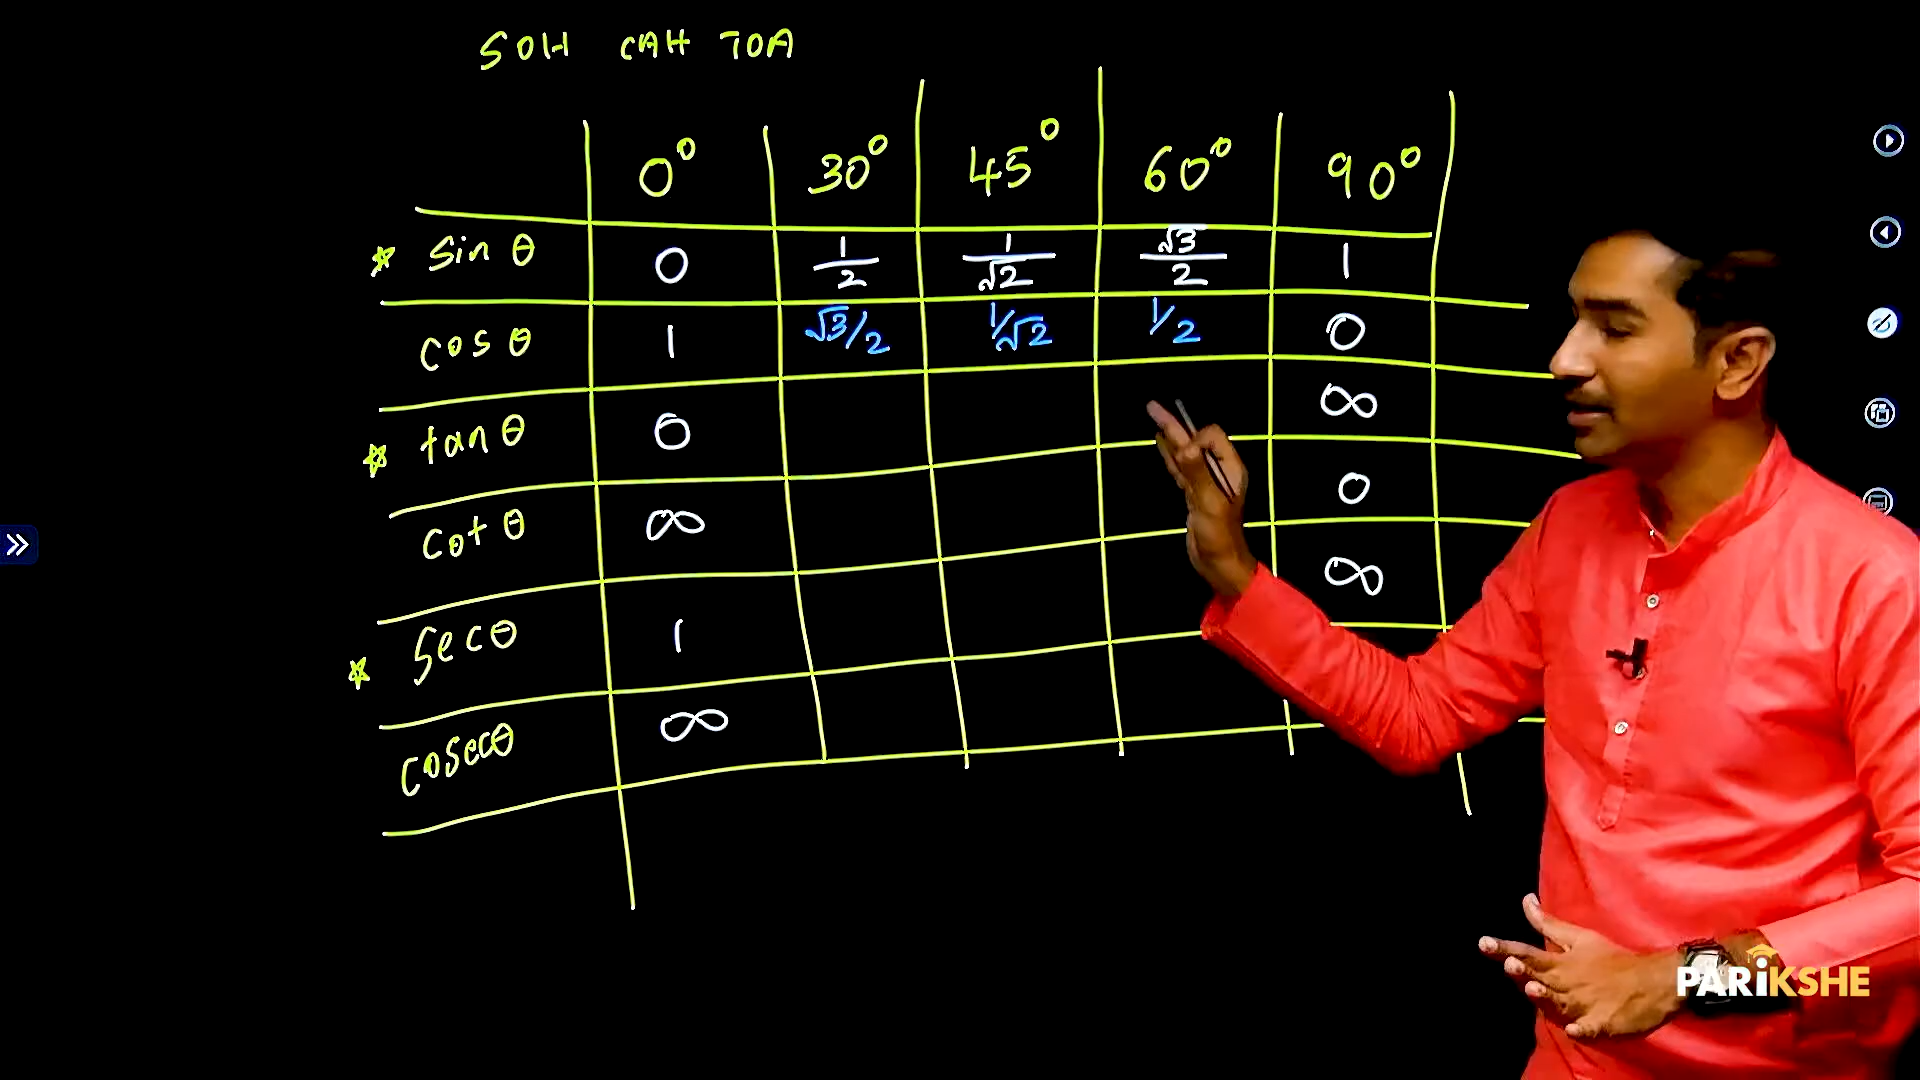 SOH CAH TOA
0° 30° 45° 60° 90°
☆ sin θ 0 1/2 1/√2 √3/2 1
cos θ 1 √3/2 1/√2 1/2 0
☆ tan θ 0 ∞
cot θ ∞ 0
☆ sec θ 1 ∞
cosec θ ∞
PARiKSHE